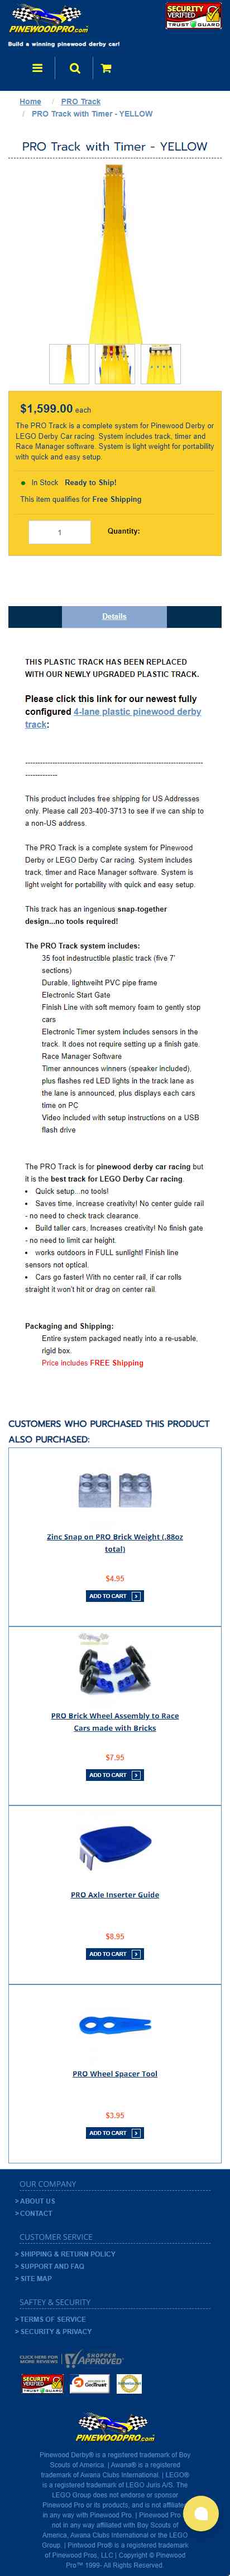 PINEWOODPRO.com
Build a winning pinewood derby car!
SECURITY
VERIFIED
TRUST GUARD
Home / PRO Track
/ PRO Track with Timer - YELLOW
PRO Track with Timer - YELLOW
$1,599.00 each
The PRO Track is a complete system for Pinewood Derby or
LEGO Derby Car racing. System includes track, timer and
Race Manager software. System is light weight for portability
with quick and easy setup.
In Stock Ready to Ship!
This item qualifies for Free Shipping
1 Quantity:
Details
THIS PLASTIC TRACK HAS BEEN REPLACED
WITH OUR NEWLY UPGRADED PLASTIC TRACK.
Please click this link for our newest fully
configured 4-lane plastic pinewood derby
track:
This product includes free shipping for US Addresses
only. Please call 203-400-3713 to see if we can ship to
a non-US address.
The PRO Track is a complete system for Pinewood
Derby or LEGO Derby Car racing. System includes
track, timer and Race Manager software. System is
light weight for portability with quick and easy setup.
This track has an ingenious snap-together
design...no tools required!
The PRO Track system includes:
35 foot indestructible plastic track (five 7'
sections)
Durable, lightweiht PVC pipe frame
Electronic Start Gate
Finish Line with soft memory foam to gently stop
cars
Electronic Timer system includes sensors in the
track. It does not require setting up a finish gate.
Race Manager Software
Timer announces winners (speaker included),
plus flashes red LED lights in the track lane as
the lane is announced, plus displays each cars
time on PC
Video included with setup instructions on a USB
flash drive
The PRO Track is for pinewood derby car racing but
it is the best track for LEGO Derby Car racing.
• Quick setup...no tools!
• Saves time, increase creativity! No center guide rail
- no need to check track clearance.
• Build taller cars, Increases creativity! No finish gate
- no need to limit car height.
• works outdoors in FULL sunlight! Finish line
sensors not optical.
• Cars go faster! With no center rail, if car rolls
straight it won't hit or drag on center rail.
Packaging and Shipping:
Entire system packaged neatly into a re-usable,
rigid box.
Price includes FREE Shipping
CUSTOMERS WHO PURCHASED THIS PRODUCT
ALSO PURCHASED:
Zinc Snap on PRO Brick Weight (.88oz
total)
$4.95
ADD TO CART
PRO Brick Wheel Assembly to Race
Cars made with Bricks
$7.95
ADD TO CART
PRO Axle Inserter Guide
$8.95
ADD TO CART
PRO Wheel Spacer Tool
$3.95
ADD TO CART
OUR COMPANY
> ABOUT US
> CONTACT
CUSTOMER SERVICE
> SHIPPING & RETURN POLICY
> SUPPORT AND FAQ
> SITE MAP
SAFTEY & SECURITY
> TERMS OF SERVICE
> SECURITY & PRIVACY
CLICK HERE FOR
MORE REVIEWS
SHOPPER
APPROVED
SECURITY
VERIFIED
TRUST GUARD
PINEWOODPRO.com
Pinewood Derby® is a registered trademark of Boy
Scouts of America. | Awana® is a registered
trademark of Awana Clubs International. | LEGO®
is a registered trademark of LEGO Juris A/S. The
LEGO Group does not endorse or sponsor
Pinewood Pro or its products, and is not affiliated
in any way with Pinewood Pro. | Pinewood Pro is
not in any way affiliated with Boy Scouts of
America, Awana Clubs International or the LEGO
Group. | Pinewood Pro® is a registered trademark
of Pinewood Pros, LLC | Copyright © Pinewood
Pro™ 1999- All Rights Reserved